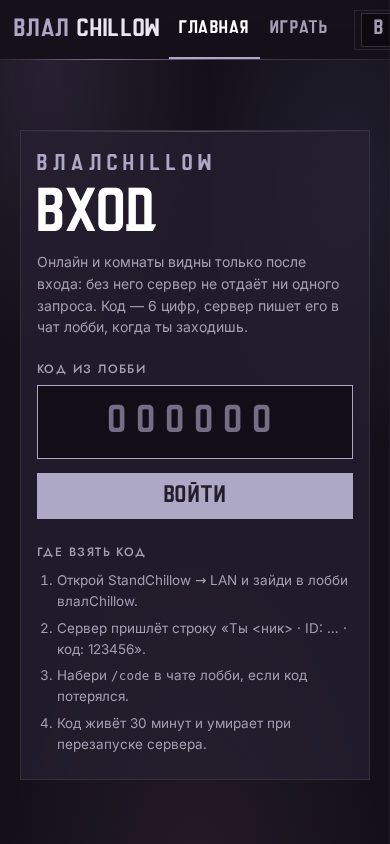 ВЛАЛ CHILLOW ГЛАВНАЯ ИГРАТЬ В
ВЛАЛCHILLOW
ВХОД
Онлайн и комнаты видны только после
входа: без него сервер не отдаёт ни одного
запроса. Код — 6 цифр, сервер пишет его в
чат лобби, когда ты заходишь.
КОД ИЗ ЛОББИ
000000
ВОЙТИ
ГДЕ ВЗЯТЬ КОД
1. Открой StandChillow → LAN и зайди в лобби
влалChillow.
2. Сервер пришлёт строку «Ты <ник> · ID: … ·
код: 123456».
3. Набери /code в чате лобби, если код
потерялся.
4. Код живёт 30 минут и умирает при
перезапуске сервера.